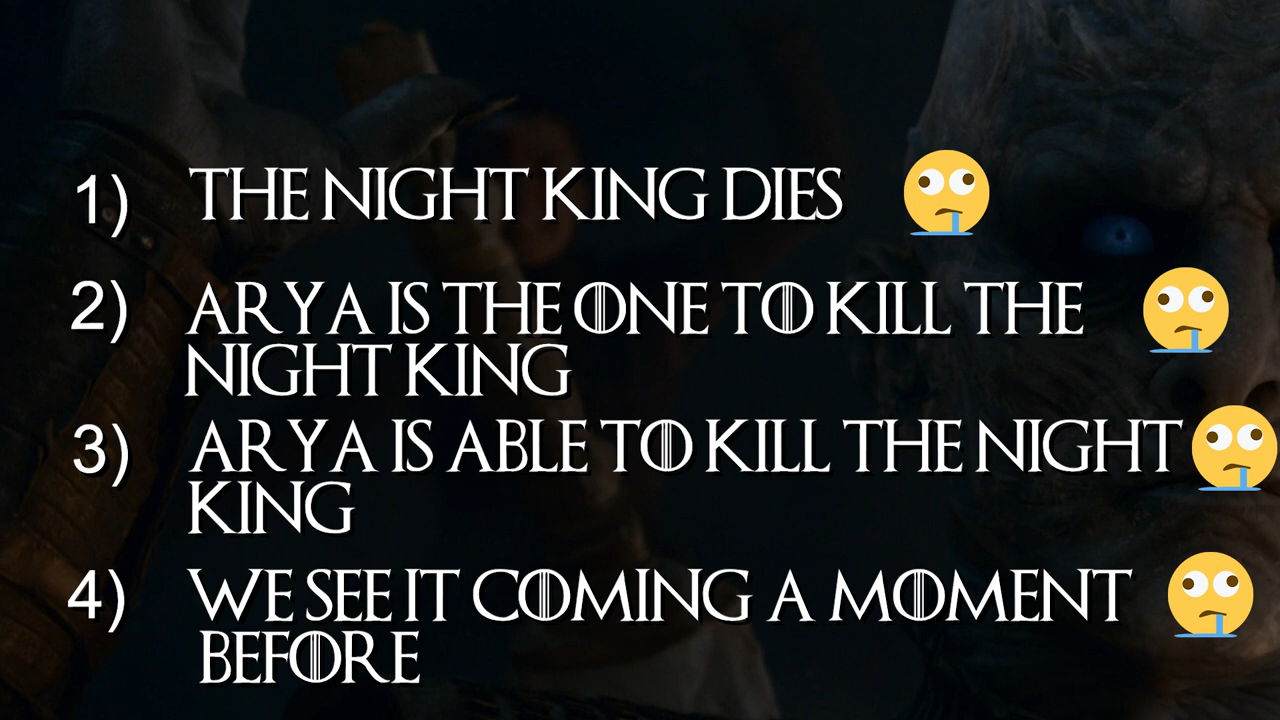 1) THE NIGHT KING DIES
2) ARYA IS THE ONE TO KILL THE
NIGHT KING
3) ARYA IS ABLE TO KILL THE NIGHT
KING
4) WE SEE IT COMING A MOMENT
BEFORE